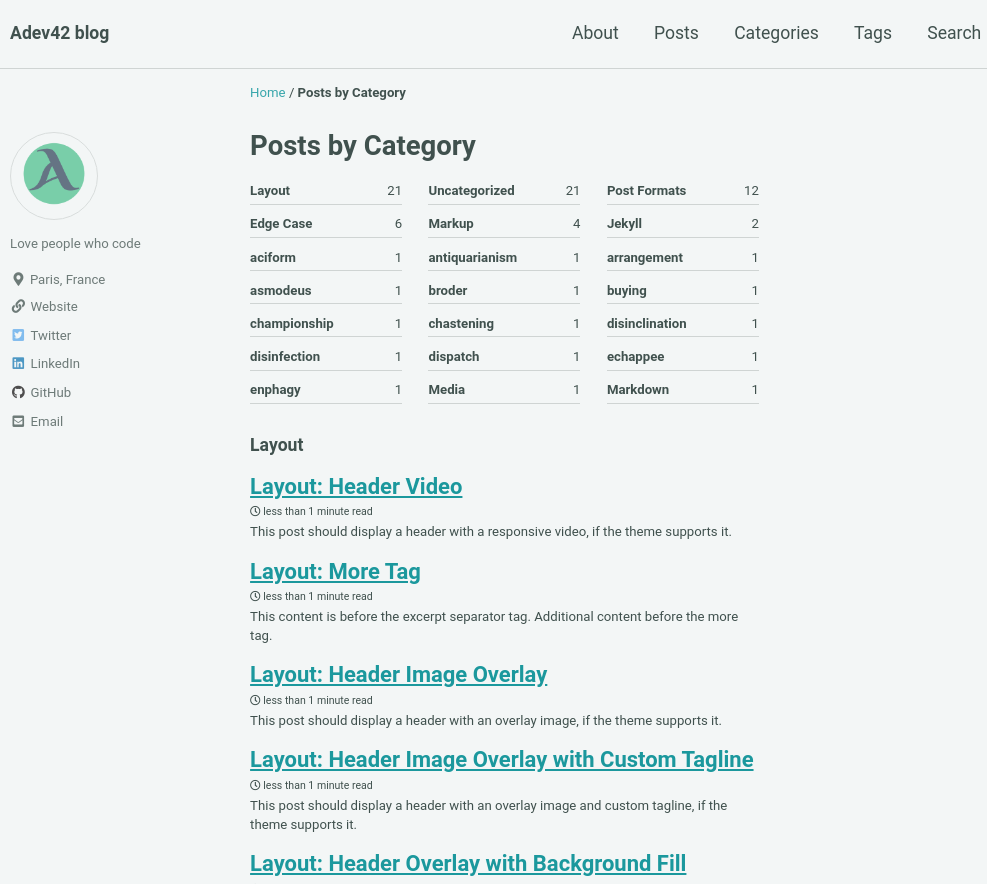 Adev42 blog
About Posts Categories Tags Search
Home / Posts by Category
Love people who code
Paris, France
Website
Twitter
LinkedIn
GitHub
Email
Posts by Category
Layout 21 Uncategorized 21 Post Formats 12
Edge Case 6 Markup 4 Jekyll 2
aciform 1 antiquarianism 1 arrangement 1
asmodeus 1 broder 1 buying 1
championship 1 chastening 1 disinclination 1
disinfection 1 dispatch 1 echappee 1
enphagy 1 Media 1 Markdown 1
Layout
Layout: Header Video
less than 1 minute read
This post should display a header with a responsive video, if the theme supports it.
Layout: More Tag
less than 1 minute read
This content is before the excerpt separator tag. Additional content before the more
tag.
Layout: Header Image Overlay
less than 1 minute read
This post should display a header with an overlay image, if the theme supports it.
Layout: Header Image Overlay with Custom Tagline
less than 1 minute read
This post should display a header with an overlay image and custom tagline, if the
theme supports it.
Layout: Header Overlay with Background Fill